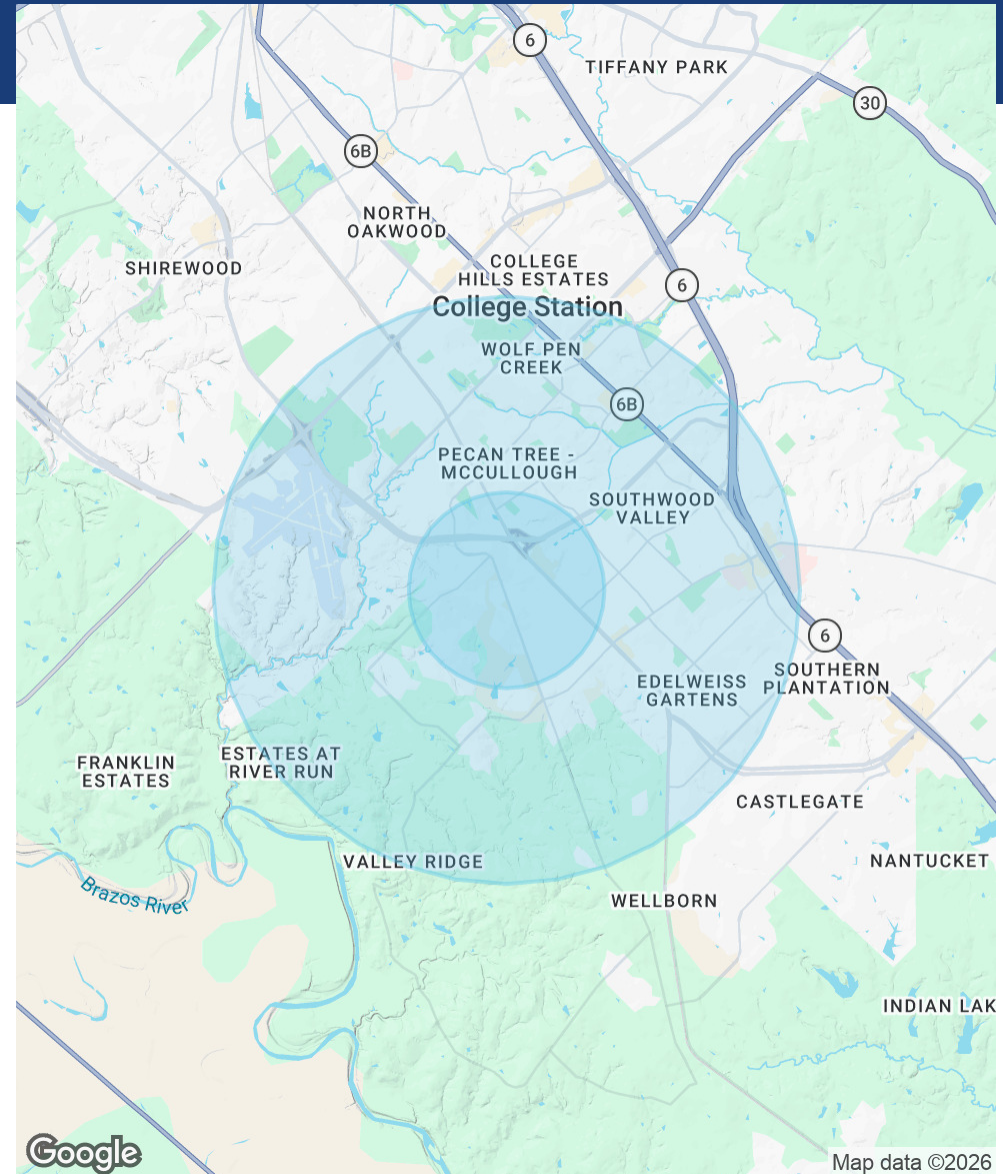 6
TIFFANY PARK
30
6B
NORTH
OAKWOOD
SHIREWOOD
COLLEGE
HILLS ESTATES
6
College Station
WOLF PEN
CREEK
6B
PECAN TREE -
MCCULLOUGH
SOUTHWOOD
VALLEY
6
SOUTHERN
PLANTATION
EDELWEISS
GARTENS
ESTATES AT
RIVER RUN
FRANKLIN
ESTATES
CASTLEGATE
VALLEY RIDGE
NANTUCKET
Brazos River
WELLBORN
INDIAN LAK
Google
Map data ©2026